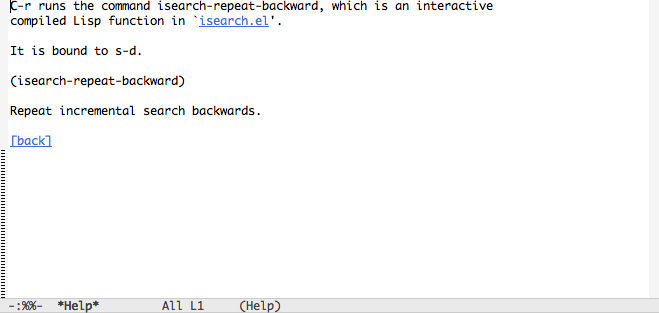 C-r runs the command isearch-repeat-backward, which is an interactive
compiled Lisp function in `isearch.el'.
It is bound to s-d.
(isearch-repeat-backward)
Repeat incremental search backwards.
[back]
-:%%-  *Help*         All L1     (Help)